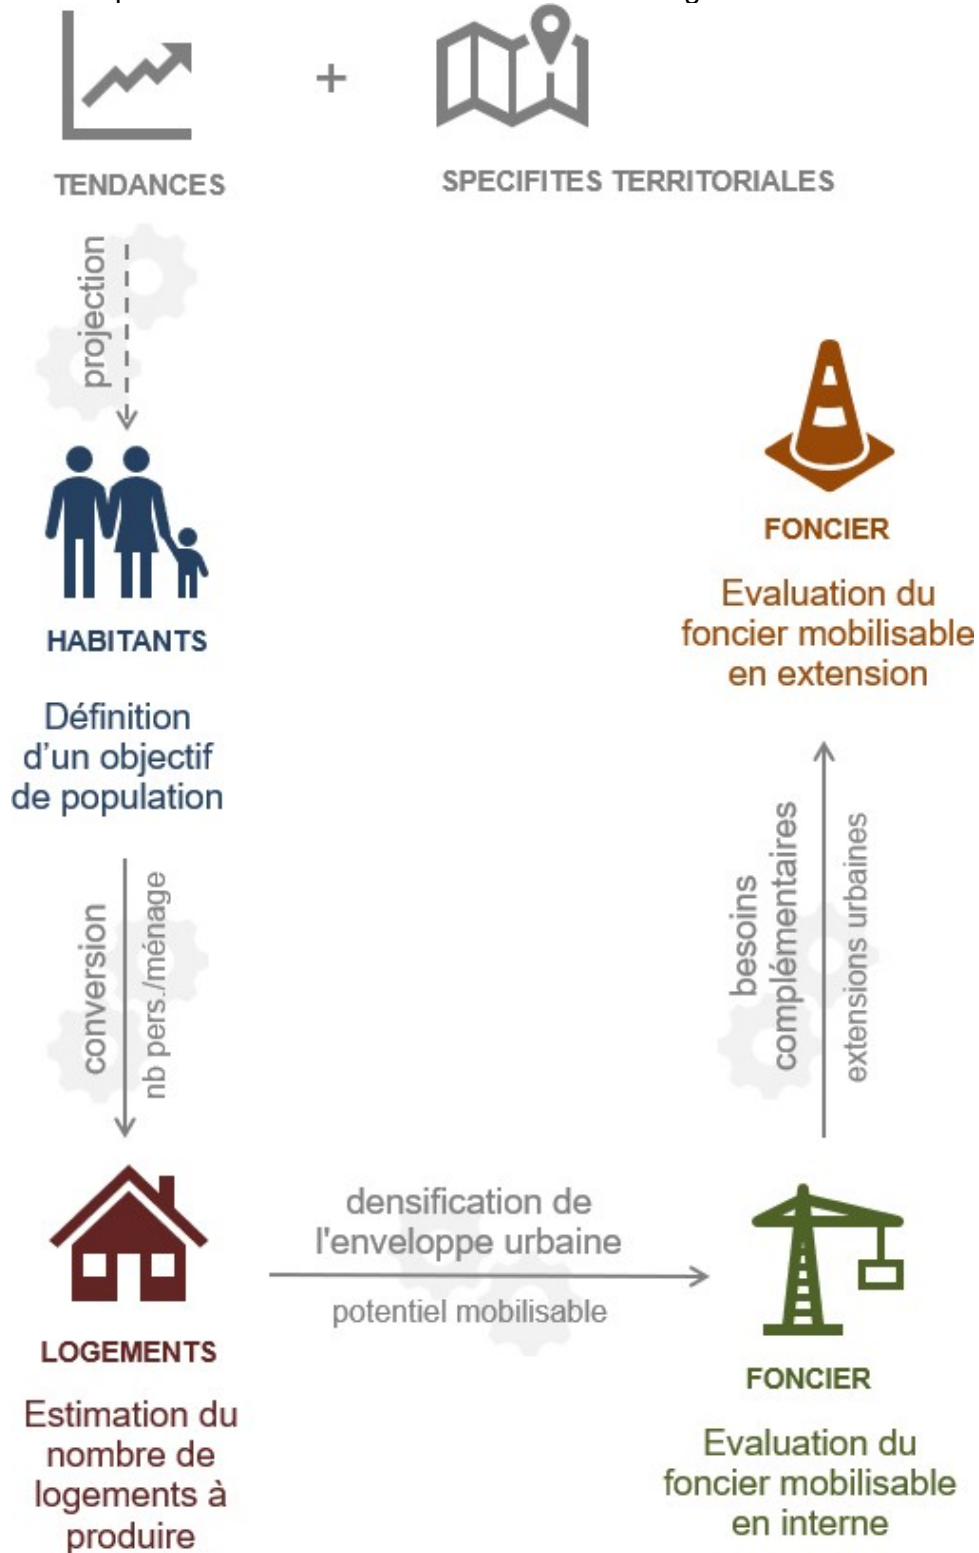 +
TENDANCES
SPECIFITES TERRITORIALES
projection
HABITANTS
Définition
d'un objectif
de population
conversion
nb pers./ménage
LOGEMENTS
Estimation du
nombre de
logements à
produire
densification de
l'enveloppe urbaine
potentiel mobilisable
FONCIER
Evaluation du
foncier mobilisable
en interne
besoins
complémentaires
extensions urbaines
FONCIER
Evaluation du
foncier mobilisable
en extension